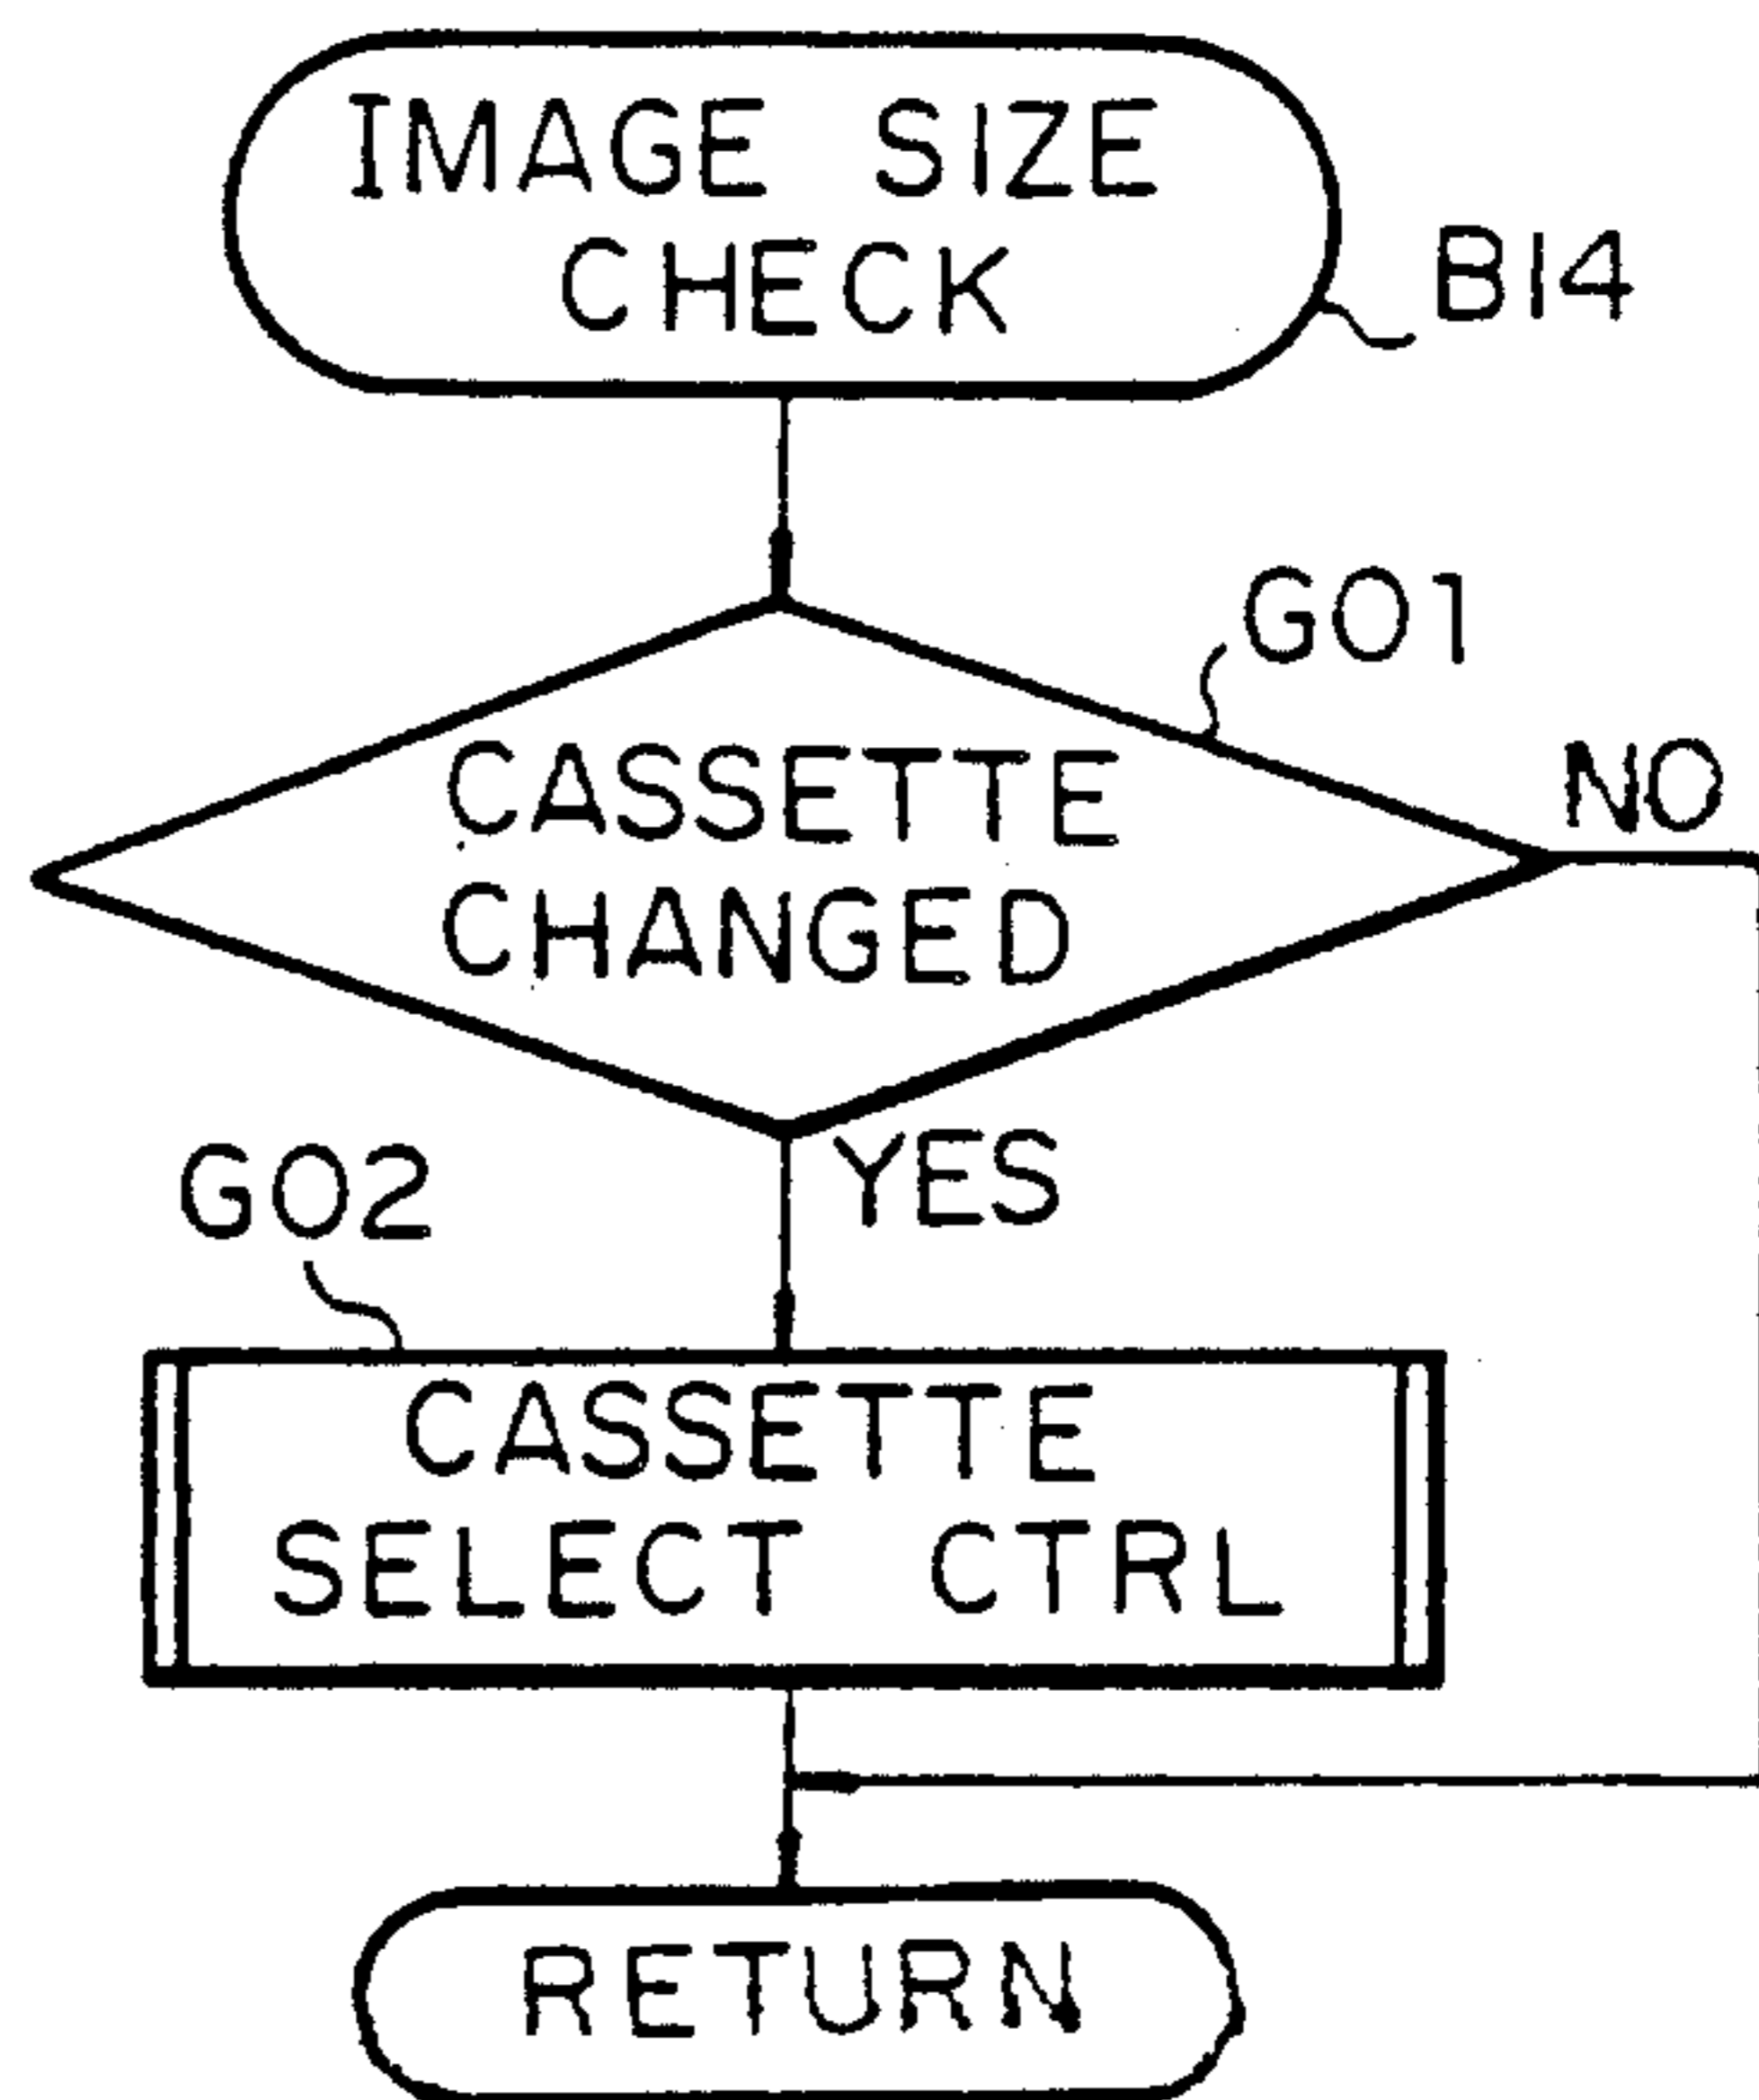 IMAGE SIZE
CHECK
B14
G01
CASSETTE
CHANGED
NO
YES
G02
CASSETTE
SELECT CTRL
RETURN